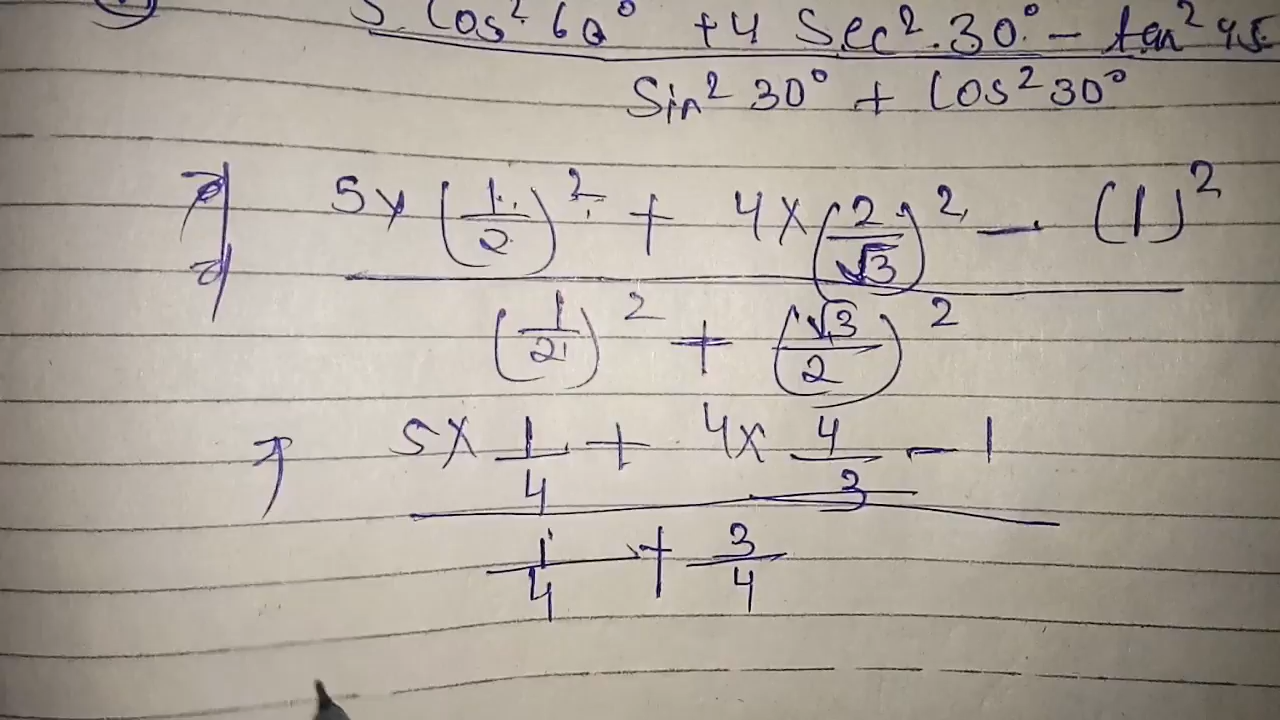 5 Cos² 60° + 4 Sec². 30° - tan² 45
Sin² 30° + Cos² 30°
5 × (1/2)² + 4 × (2/√3)² - (1)²
(1/2)² + (√3/2)²
⇒ 5 × 1/4 + 4 × 4/3 - 1
1/4 + 3/4